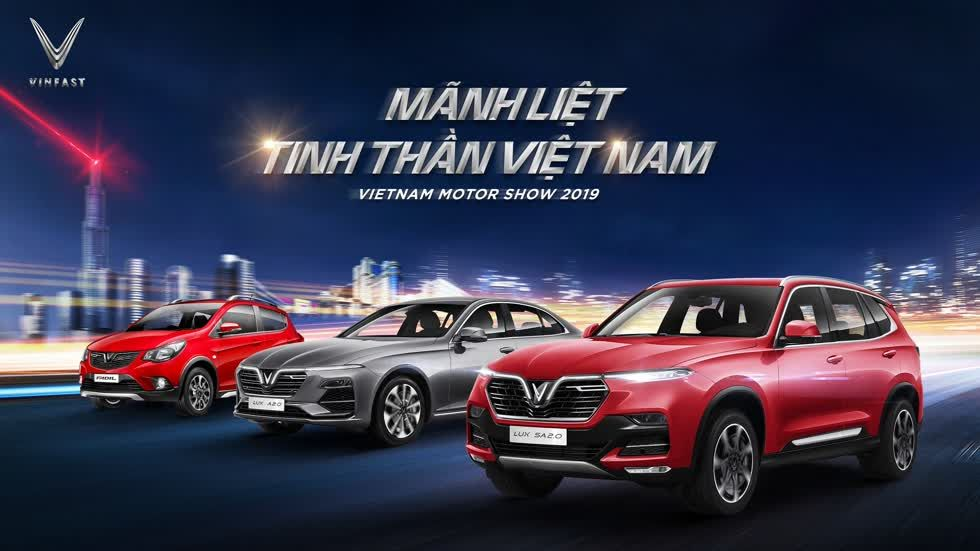 VINFAST
MÃNH LIỆT
TINH THẦN VIỆT NAM
VIETNAM MOTOR SHOW 2019
FADIL
LUX A2.0
LUX SA2.0